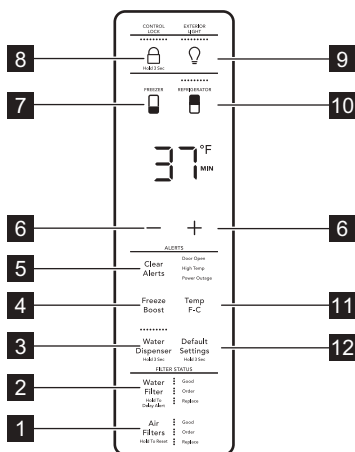 CONTROL LOCK
EXTERIOR LIGHT
8
Hold 3 Sec
9
7
FREEZER
REFRIGERATOR
10
37 °F
MIN
6
−
+
6
ALERTS
5
Clear Alerts
Door Open
High Temp
Power Outage
4
Freeze Boost
Temp F-C
11
3
Water Dispenser
Hold 3 Sec
Default Settings
Hold 3 Sec
12
FILTER STATUS
2
Water Filter
Hold To Delay Alert
Good
Order
Replace
1
Air Filters
Hold To Reset
Good
Order
Replace